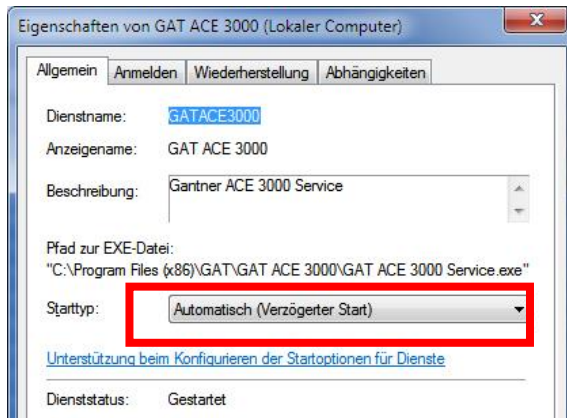 Eigenschaften von GAT ACE 3000 (Lokaler Computer)
Allgemein Anmelden Wiederherstellung Abhängigkeiten
Dienstname: GATACE3000
Anzeigename: GAT ACE 3000
Beschreibung: Gantner ACE 3000 Service
Pfad zur EXE-Datei:
"C:\Program Files (x86)\GAT\GAT ACE 3000\GAT ACE 3000 Service.exe"
Starttyp: Automatisch (Verzögerter Start)
Unterstützung beim Konfigurieren der Startoptionen für Dienste
Dienststatus: Gestartet